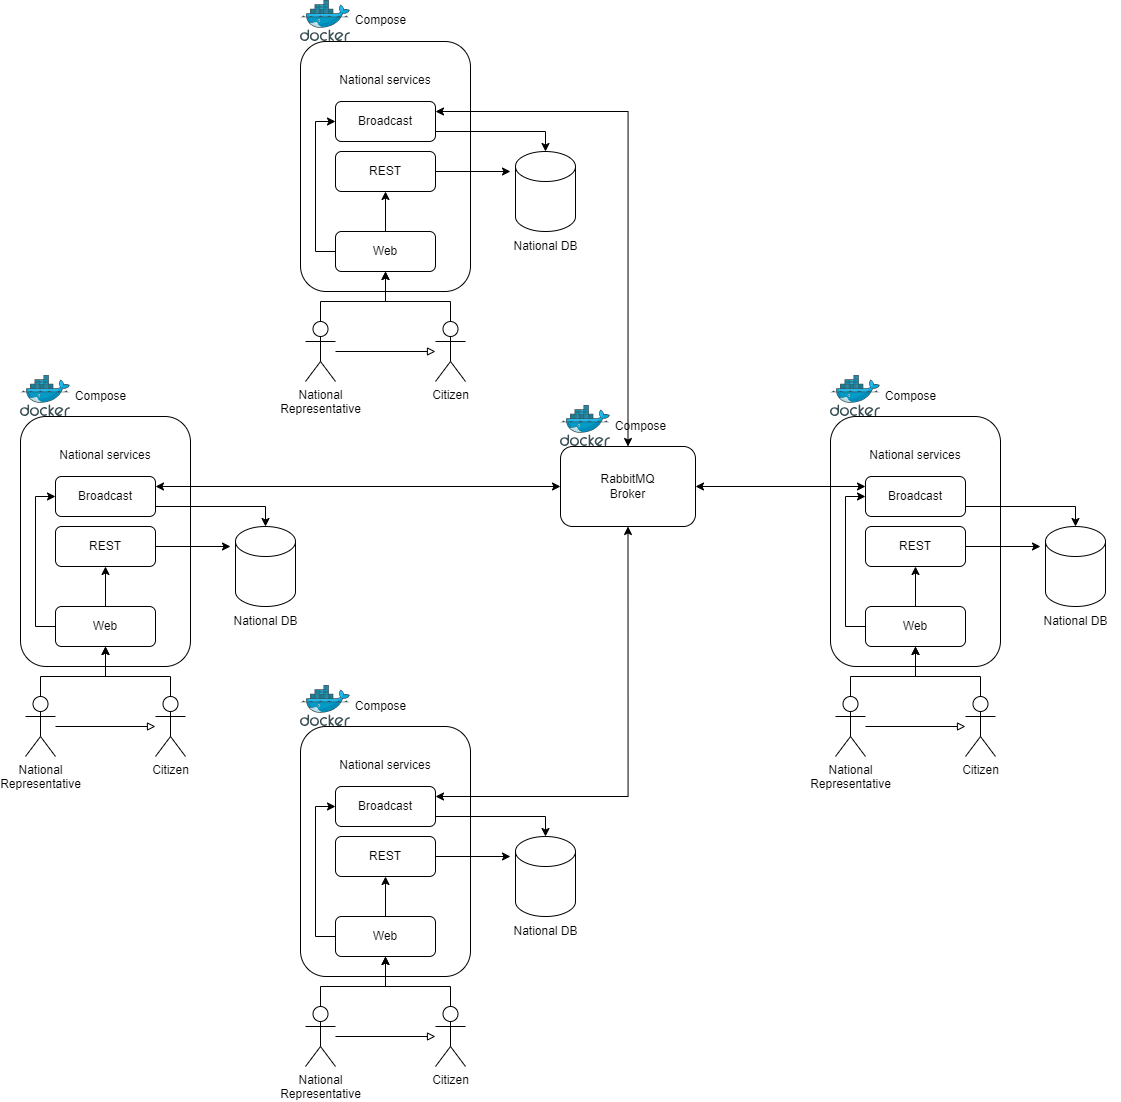 docker
Compose
National services
Broadcast
REST
Web
National DB
National
Representative
Citizen
docker
Compose
National services
Broadcast
REST
Web
National DB
National
Representative
Citizen
docker
Compose
RabbitMQ
Broker
docker
Compose
National services
Broadcast
REST
Web
National DB
National
Representative
Citizen
docker
Compose
National services
Broadcast
REST
Web
National DB
National
Representative
Citizen